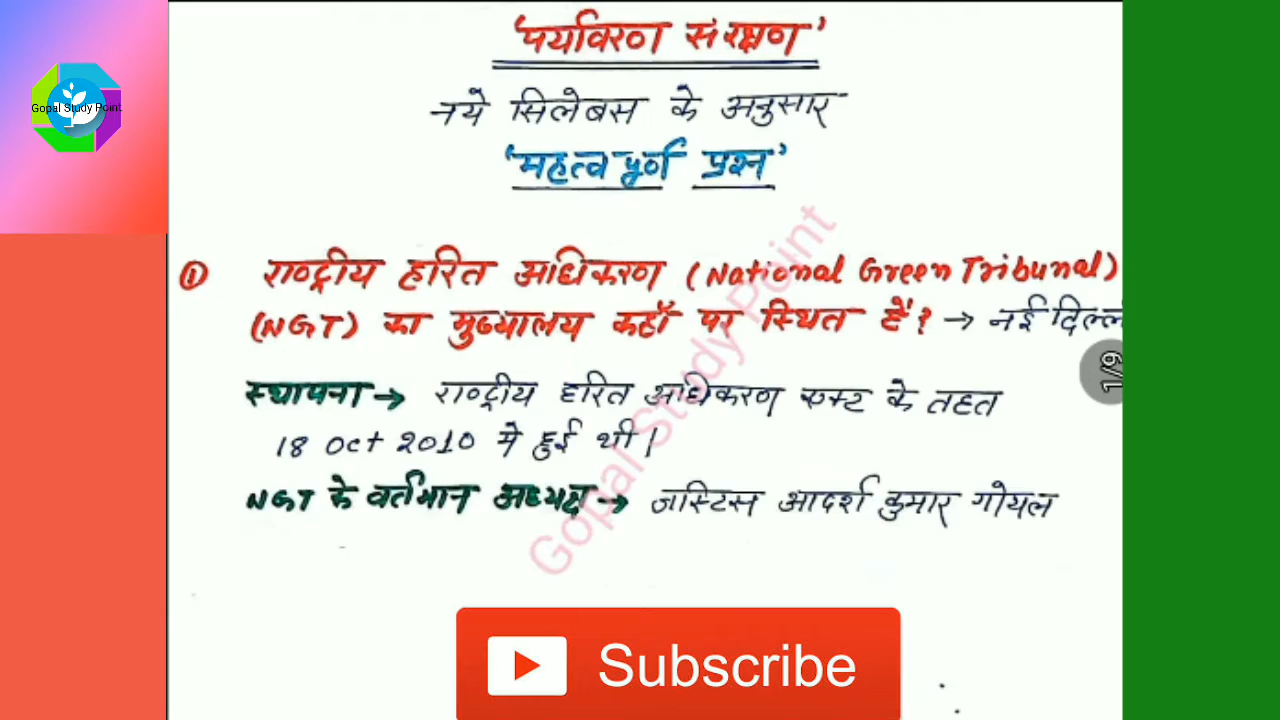 'पर्यावरण संरक्षण'
Gopal Study Point
नये सिलेबस के अनुसार
'महत्वपूर्ण प्रश्न'
① राष्ट्रीय हरित अधिकरण (National Green Tribunal)
(NGT) का मुख्यालय कहाँ पर स्थित हैं? → नई दिल्ली
1/9
स्थापना → राष्ट्रीय हरित अधिकरण एक्ट के तहत
18 Oct 2010 मे हुई थी।
NGT के वर्तमान अध्यक्ष → जस्टिस आदर्श कुमार गोयल
Gopal Study Point
Subscribe